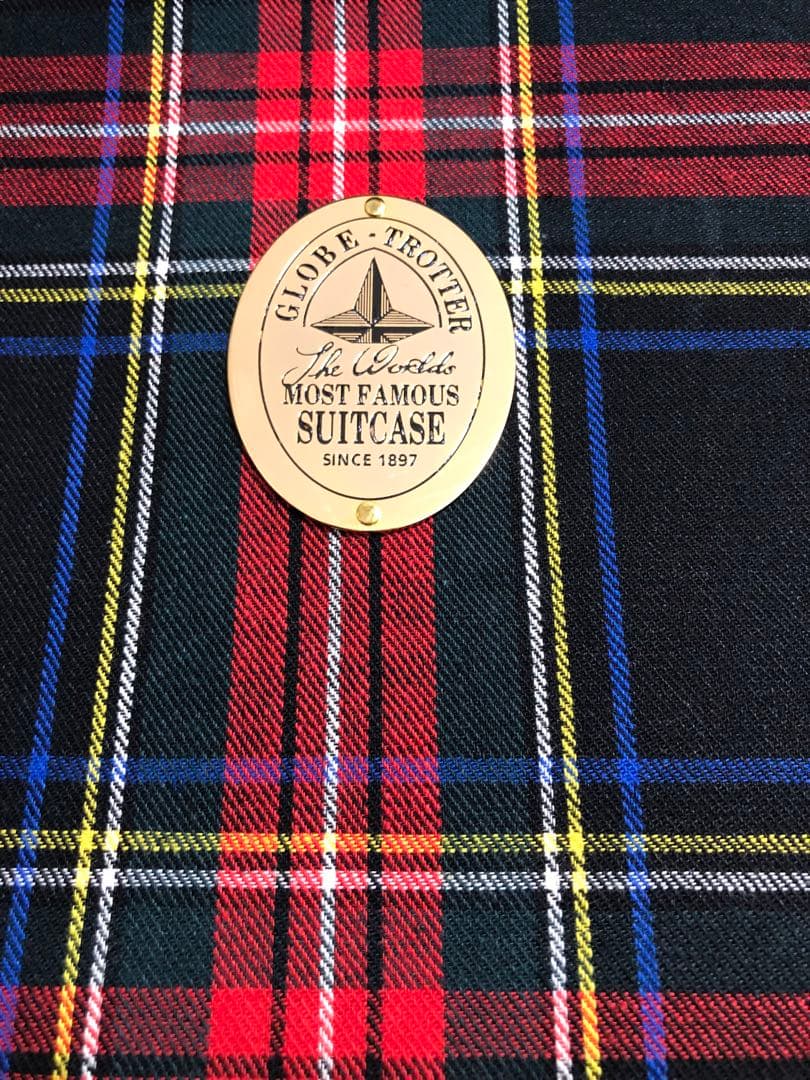 GLOBE - TROTTER
The Worlds
MOST FAMOUS
SUITCASE
SINCE 1897